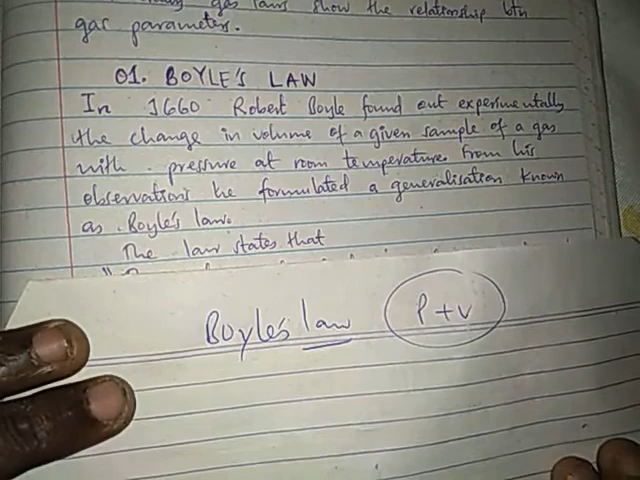 gas laws show the relationship btn
gas parameters.
01. BOYLE'S LAW
In 1660 Robert Boyle found out experimentally
the change in volume of a given sample of a gas
with pressure at room temperature. From his
observations he formulated a generalisation known
as Boyle's law.
The law states that
Boyle's law P+V